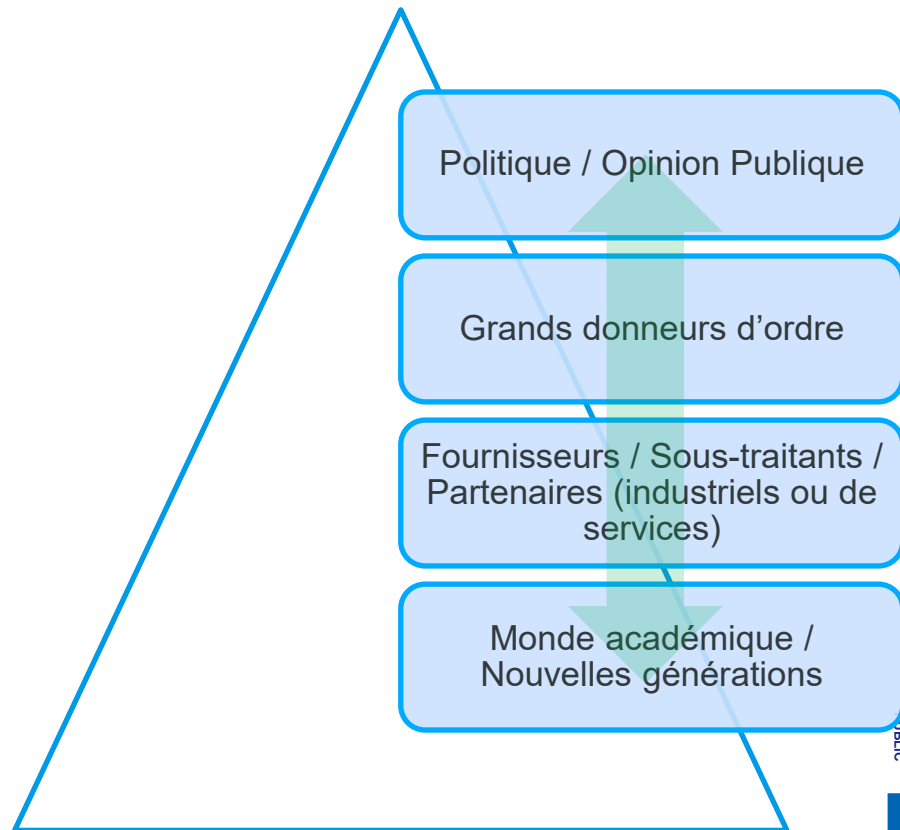 Politique / Opinion Publique
Grands donneurs d’ordre
Fournisseurs / Sous-traitants /
Partenaires (industriels ou de
services)
Monde académique /
Nouvelles générations